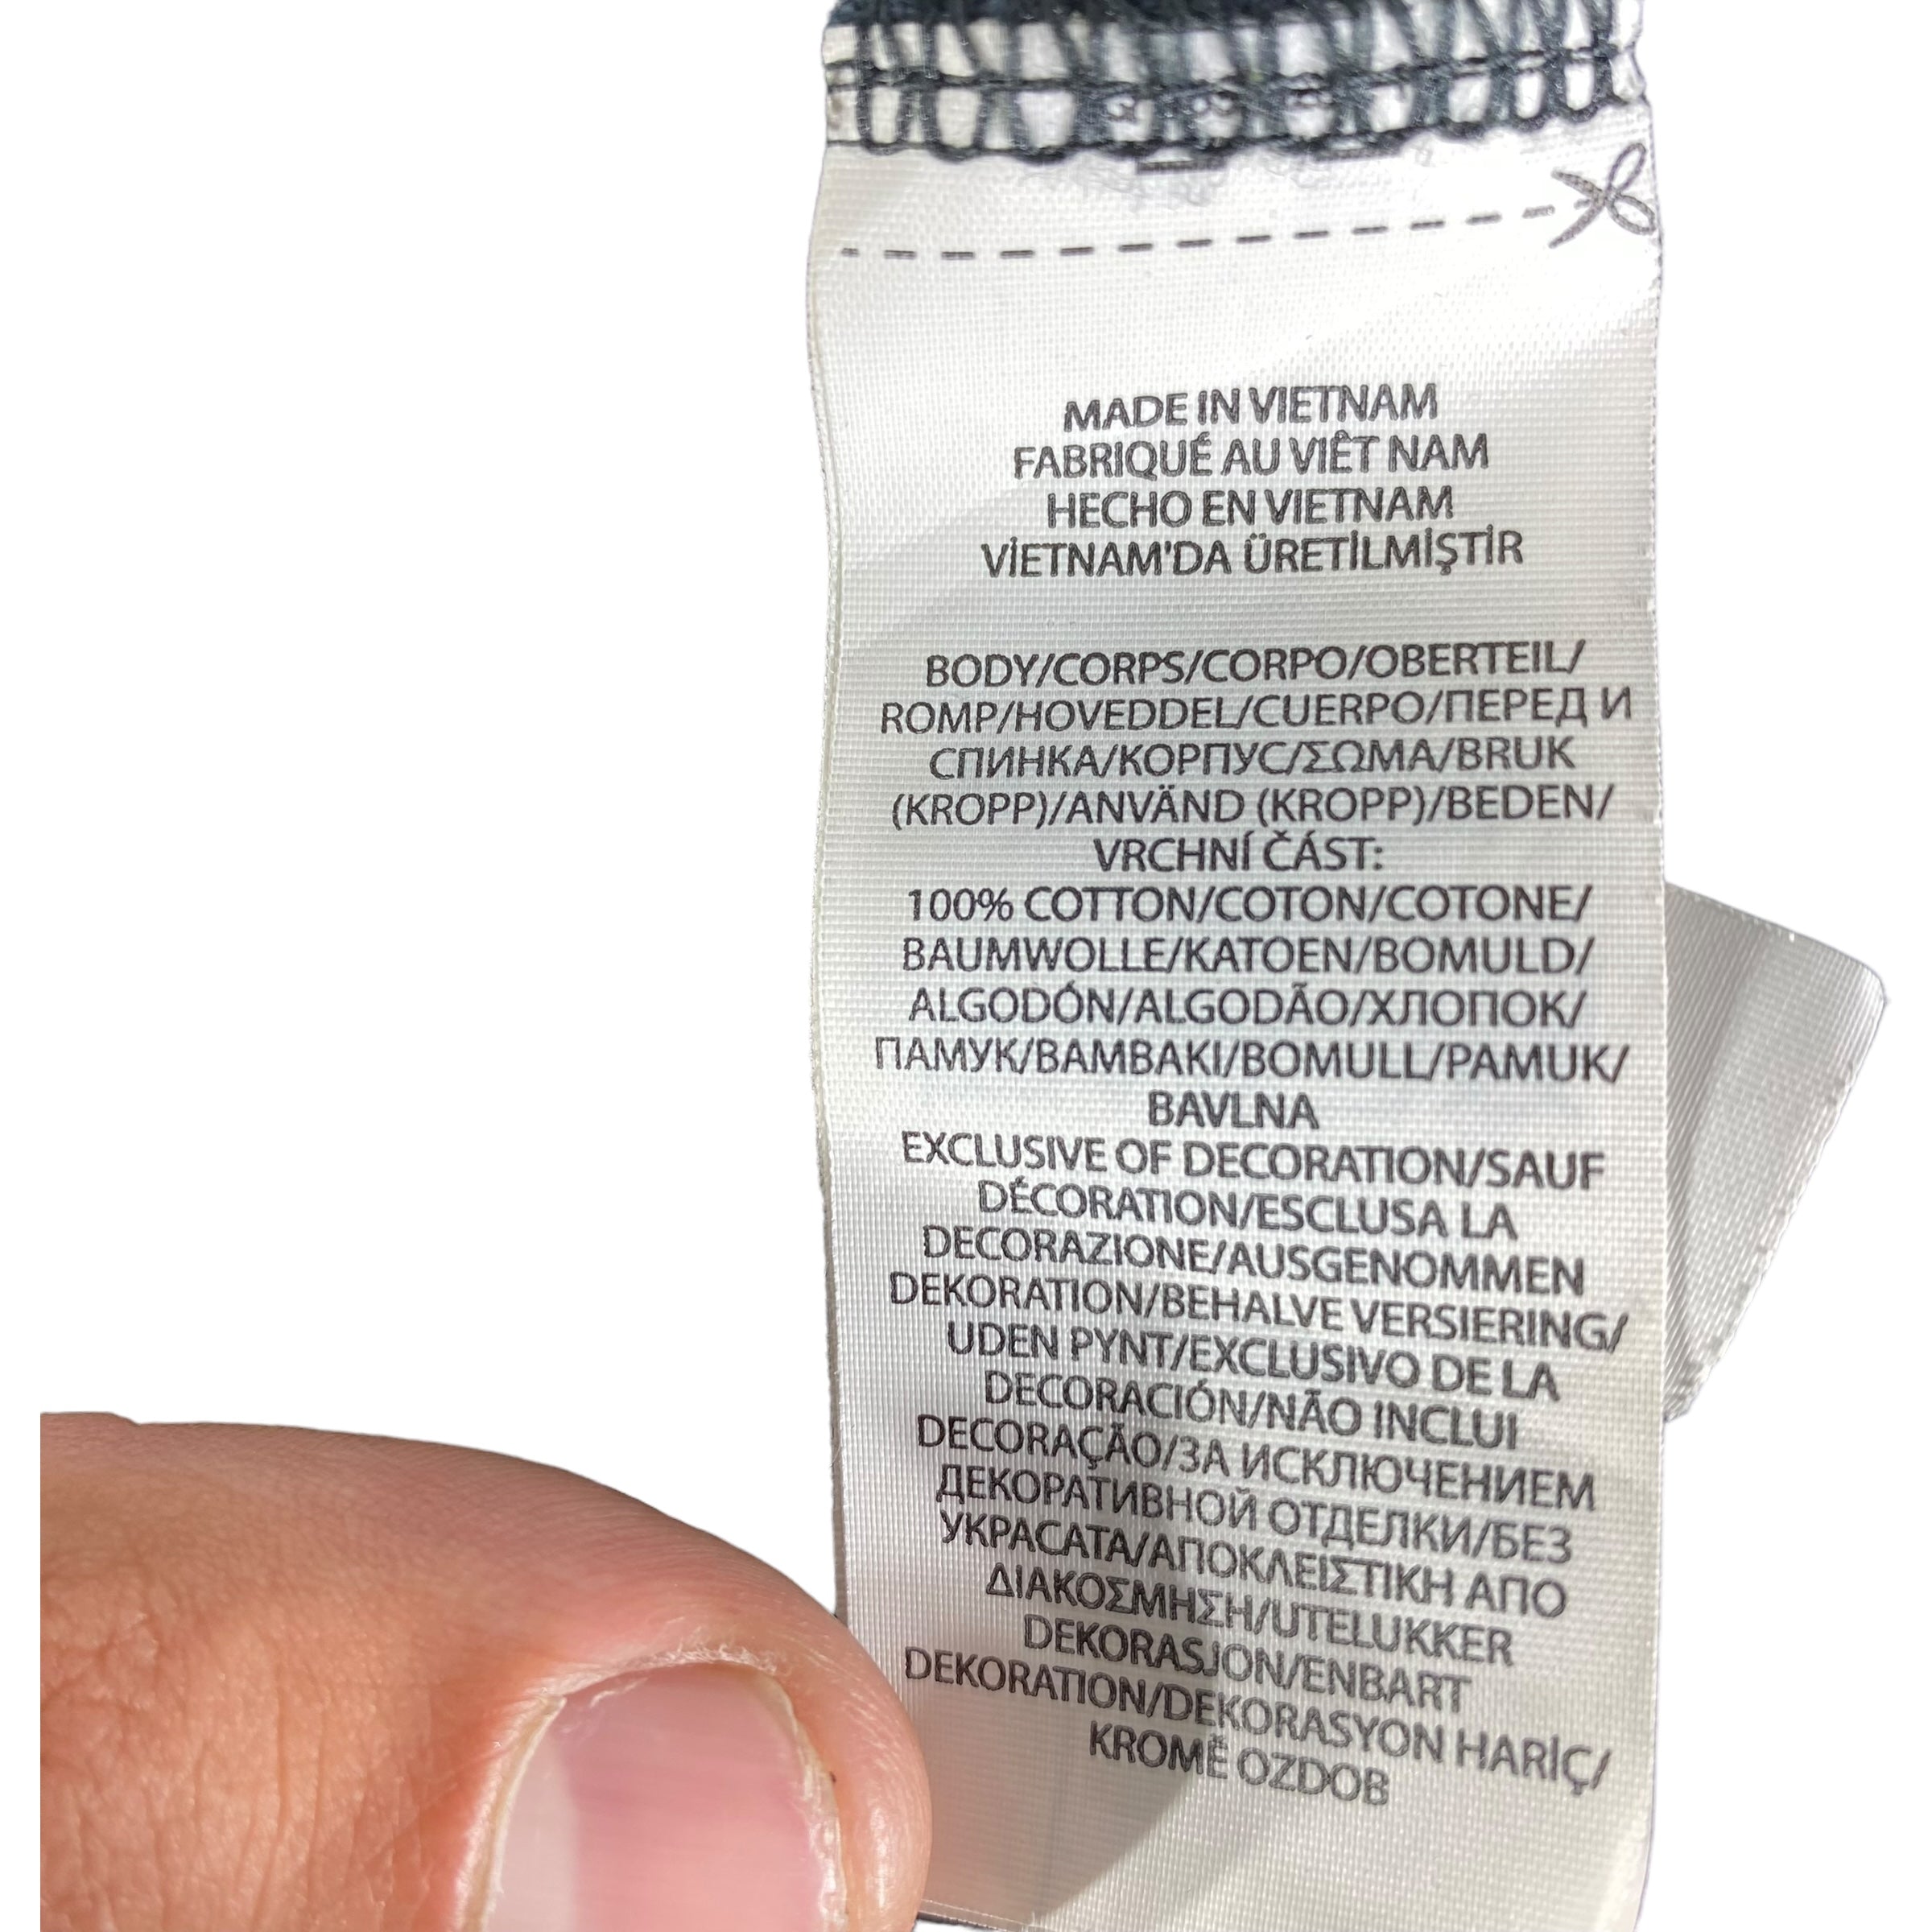 MADE IN VIETNAM
FABRIQUÉ AU VIÊT NAM
HECHO EN VIETNAM
VİETNAM'DA ÜRETİLMİŞTİR
BODY/CORPS/CORPO/OBERTEIL/
ROMP/HOVEDDEL/CUERPO/ПЕРЕД И
СПИНКА/КОРПУС/ΣΩΜΑ/BRUK
(KROPP)/ANVÄND (KROPP)/BEDEN/
VRCHNÍ ČÁST:
100% COTTON/COTON/COTONE/
BAUMWOLLE/KATOEN/BOMULD/
ALGODÓN/ALGODÃO/ХЛОПОК/
ПАМУК/BAMBAKI/BOMULL/PAMUK/
BAVLNA
EXCLUSIVE OF DECORATION/SAUF
DÉCORATION/ESCLUSA LA
DECORAZIONE/AUSGENOMMEN
DEKORATION/BEHALVE VERSIERING/
UDEN PYNT/EXCLUSIVO DE LA
DECORACIÓN/NÃO INCLUI
DECORAÇÃO/ЗА ИСКЛЮЧЕНИЕМ
ДЕКОРАТИВНОЙ ОТДЕЛКИ/БЕЗ
УКРАСАТА/ΑΠΟΚΛΕΙΣΤΙΚΗ ΑΠΟ
ΔΙΑΚΟΣΜΗΣΗ/UTELUKKER
DEKORASJON/ENBART
DEKORATION/DEKORASYON HARİÇ/
KROMĚ OZDOB